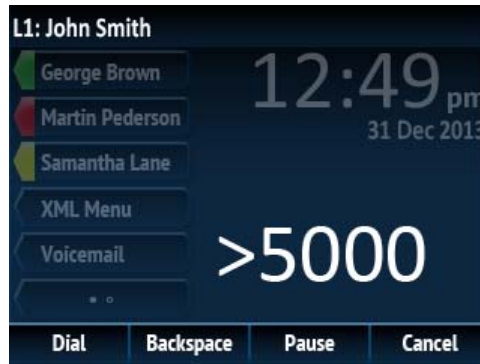 L1: John Smith
George Brown
12:49 pm
Martin Pederson
31 Dec 2013
Samantha Lane
XML Menu
Voicemail
>5000
Dial Backspace Pause Cancel